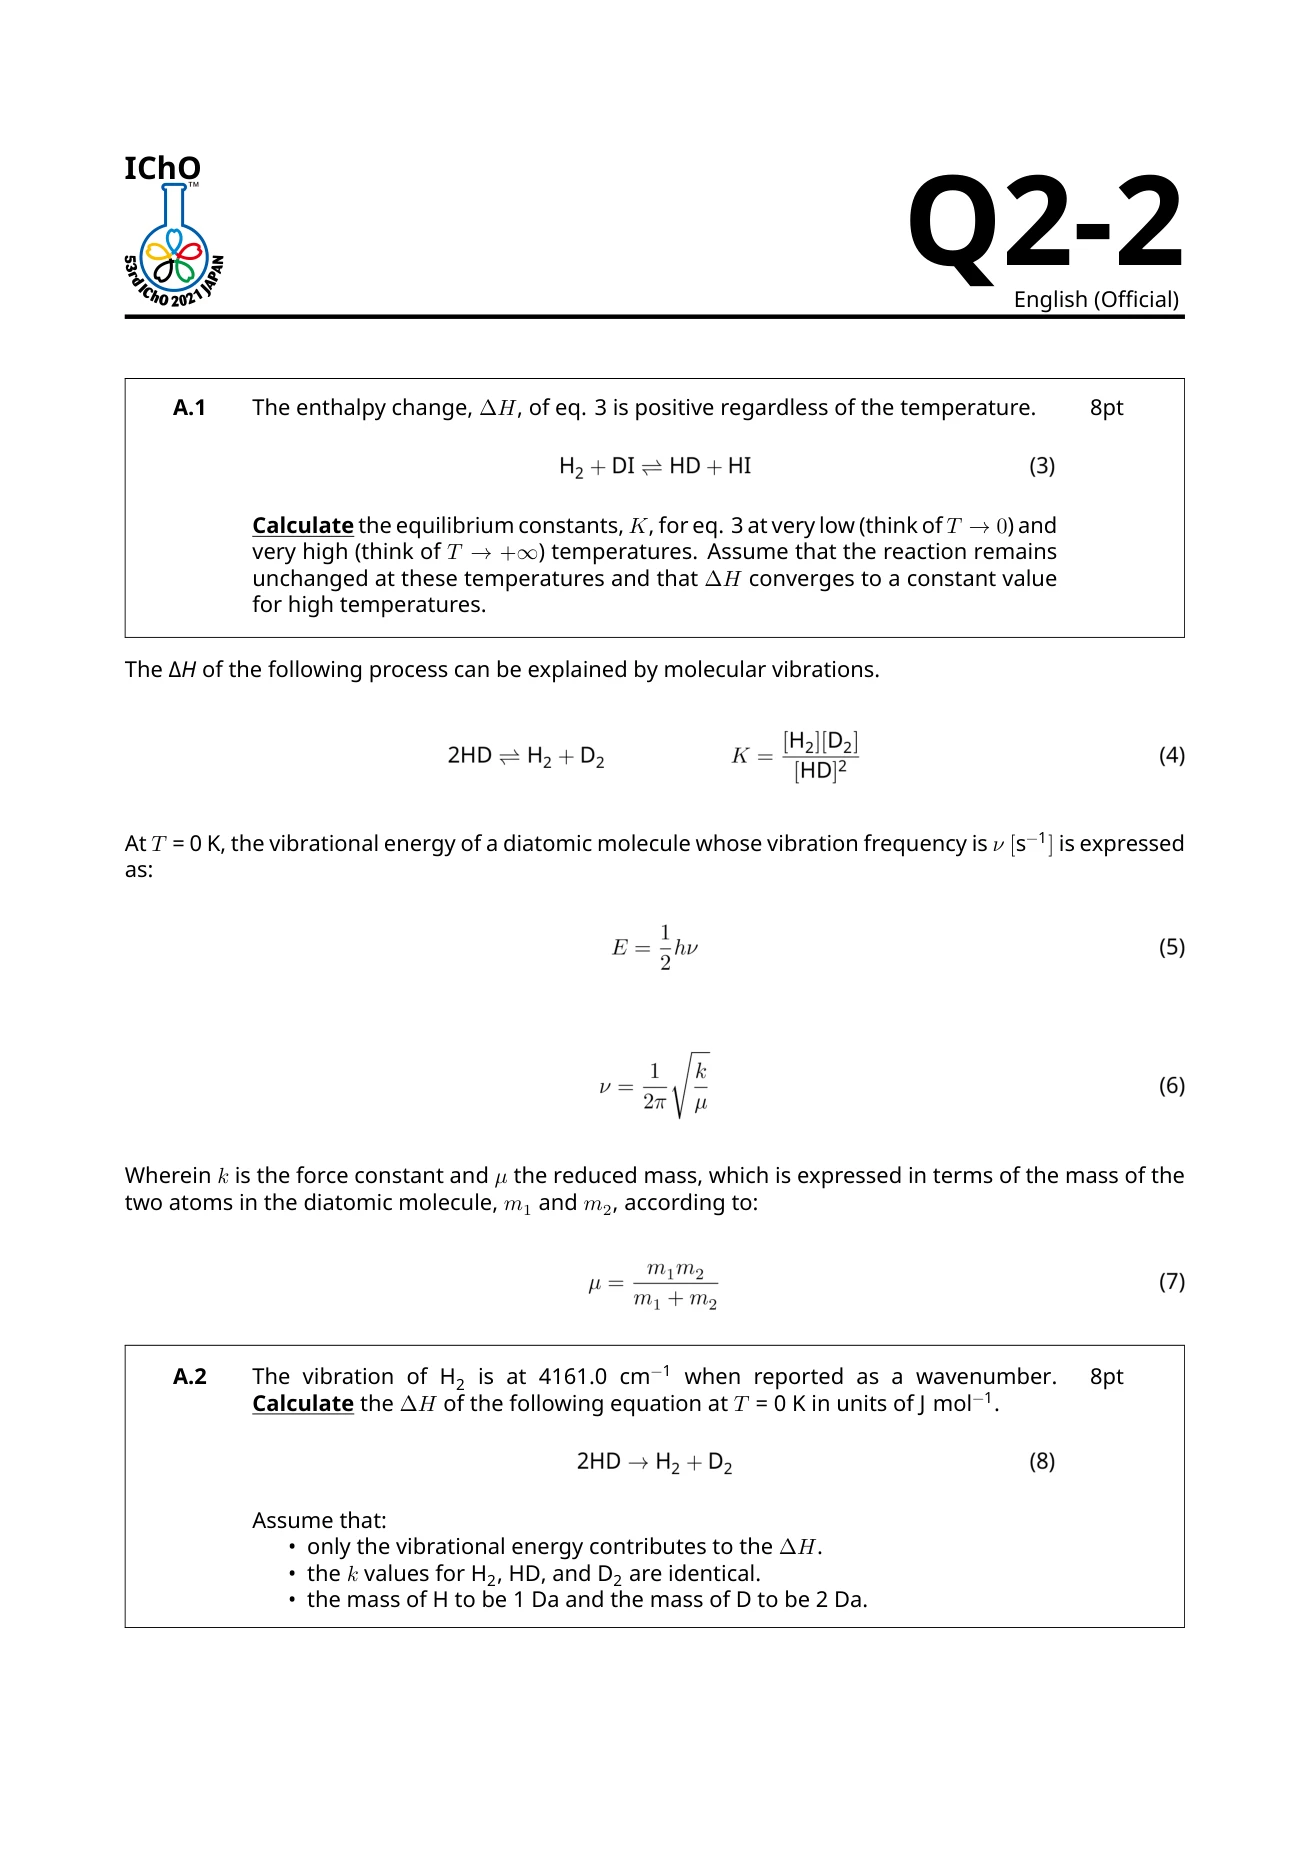 IChO
TM
53rd IChO 2021 JAPAN
Q2-2
English (Official)
A.1 The enthalpy change, ΔH, of eq. 3 is positive regardless of the temperature. 8pt
H₂ + DI ⇌ HD + HI (3)
Calculate the equilibrium constants, K, for eq. 3 at very low (think of T → 0) and
very high (think of T → +∞) temperatures. Assume that the reaction remains
unchanged at these temperatures and that ΔH converges to a constant value
for high temperatures.
The ΔH of the following process can be explained by molecular vibrations.
2HD ⇌ H₂ + D₂ K = [H₂][D₂] / [HD]² (4)
At T = 0 K, the vibrational energy of a diatomic molecule whose vibration frequency is ν [s⁻¹] is expressed
as:
E = 1/2 hν (5)
ν = 1/2π √(k/μ) (6)
Wherein k is the force constant and μ the reduced mass, which is expressed in terms of the mass of the
two atoms in the diatomic molecule, m₁ and m₂, according to:
μ = m₁m₂ / m₁ + m₂ (7)
A.2 The vibration of H₂ is at 4161.0 cm⁻¹ when reported as a wavenumber. 8pt
Calculate the ΔH of the following equation at T = 0 K in units of J mol⁻¹.
2HD → H₂ + D₂ (8)
Assume that:
• only the vibrational energy contributes to the ΔH.
• the k values for H₂, HD, and D₂ are identical.
• the mass of H to be 1 Da and the mass of D to be 2 Da.